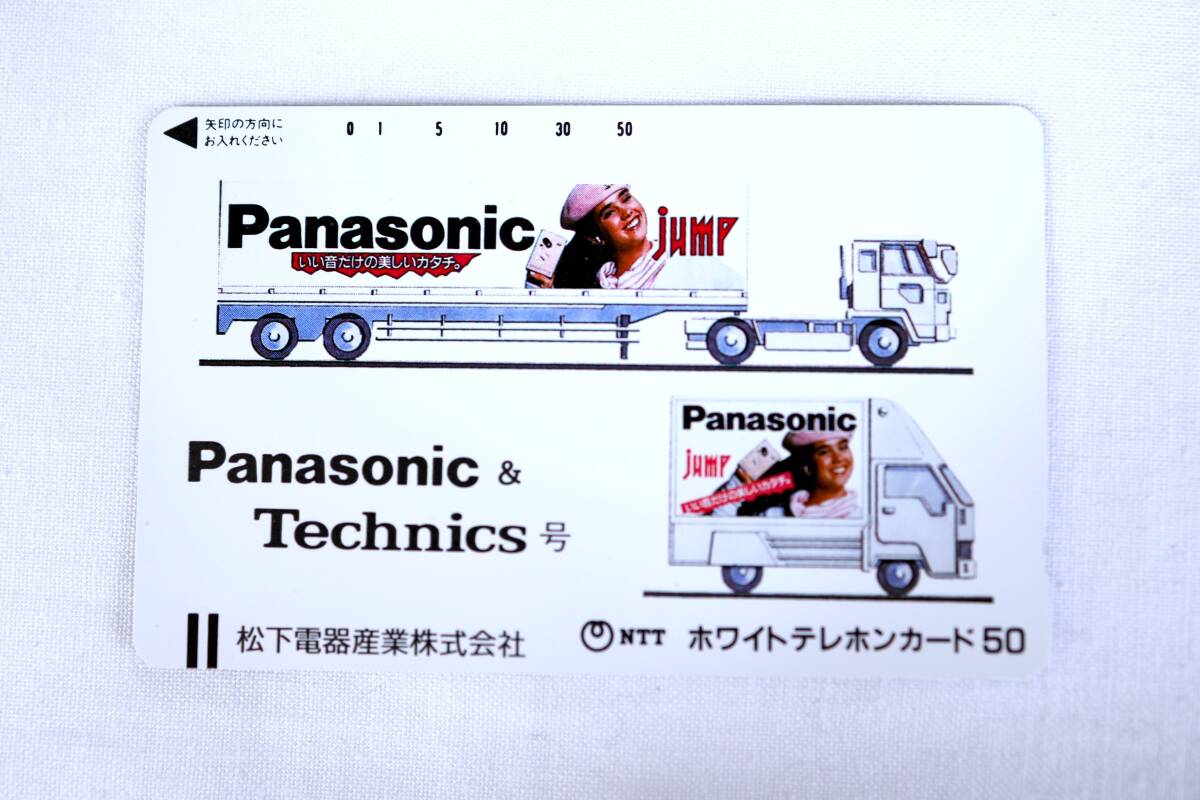 矢印の方向に
お入れください
0 1 5 10 30 50
Panasonic jump
いい音だけの美しいカタチ。
Panasonic
jump
いい音だけの美しいカタチ。
Panasonic &
Technics 号
松下電器産業株式会社
NTT ホワイトテレホンカード50